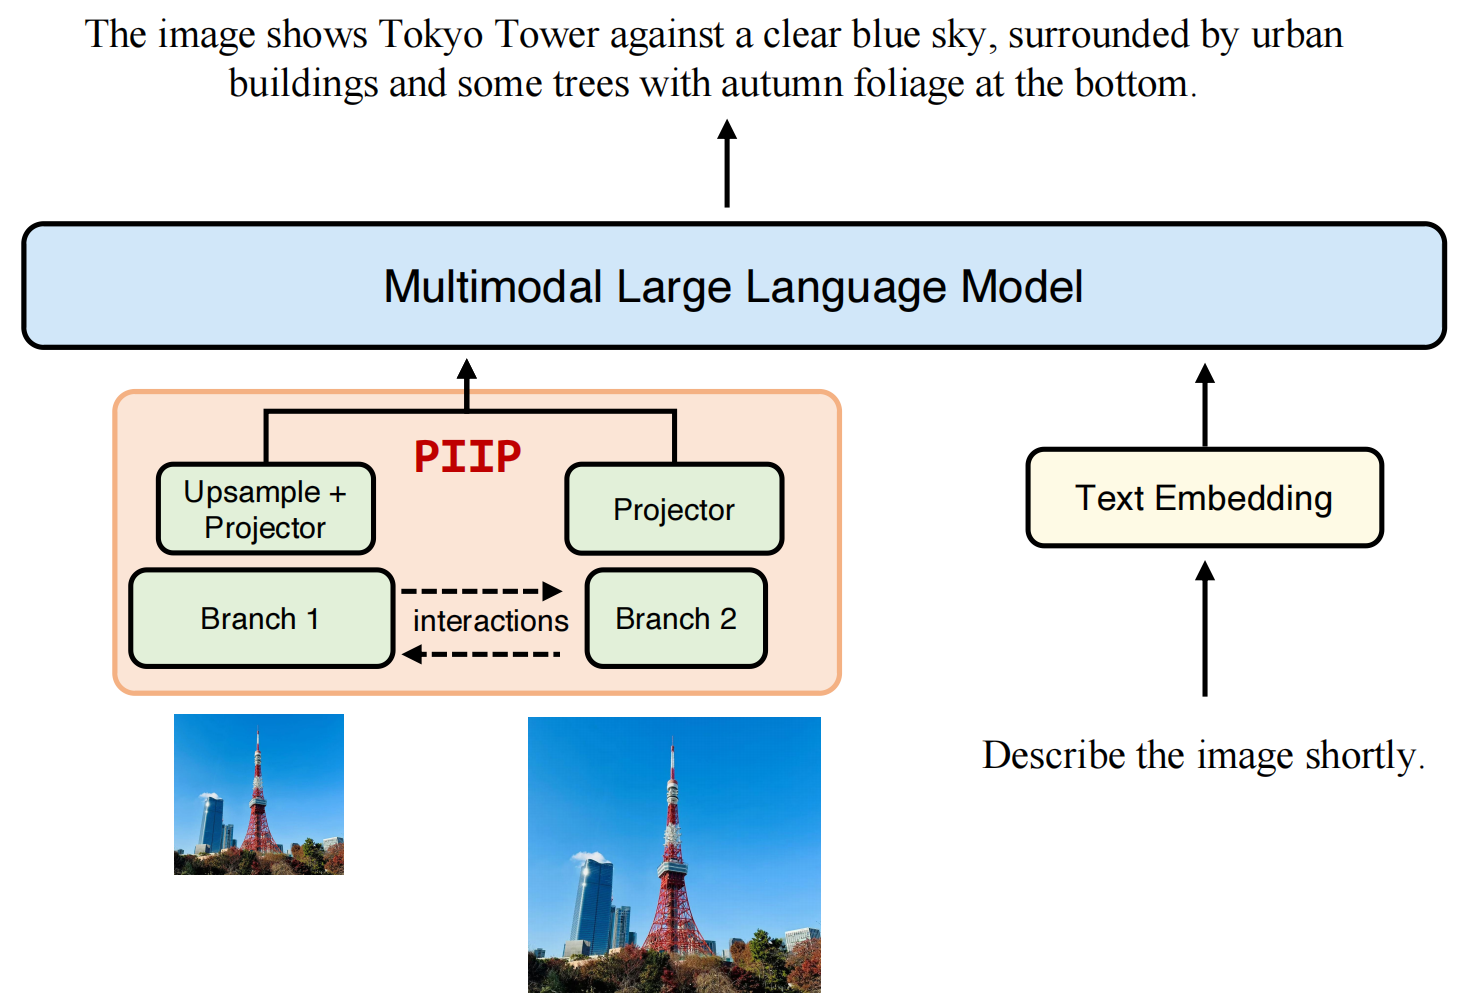 The image shows Tokyo Tower against a clear blue sky, surrounded by urban
buildings and some trees with autumn foliage at the bottom.
Multimodal Large Language Model
PIIP
Upsample +
Projector
Projector
Text Embedding
Branch 1
interactions
Branch 2
Describe the image shortly.